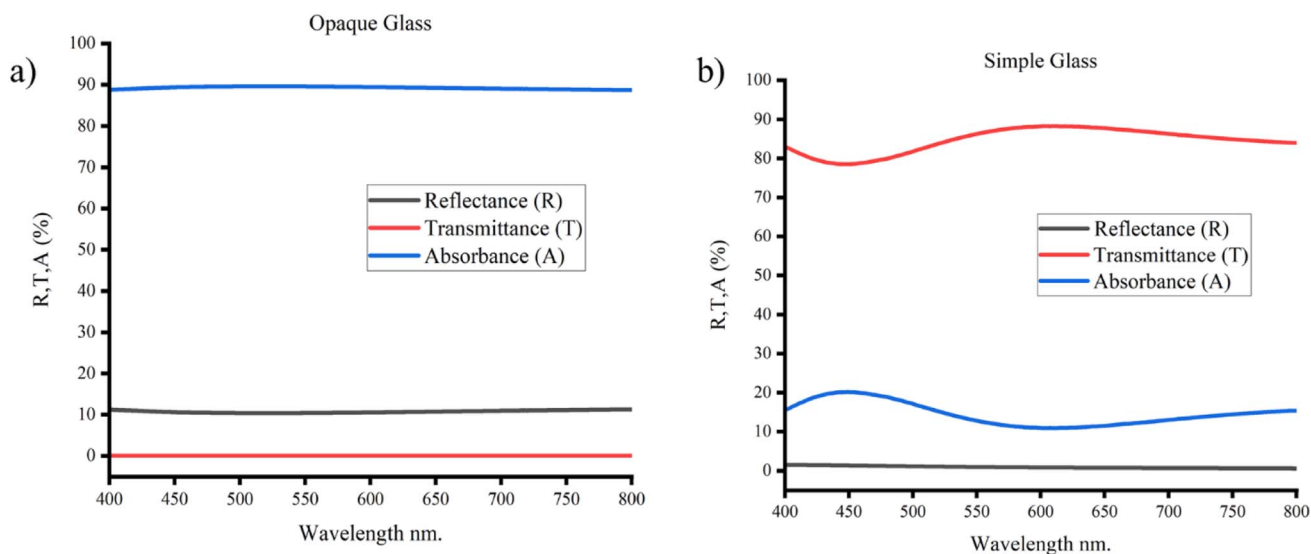 a)
Opaque Glass
100
90
80
70
60
50
40
30
20
10
0
R,T,A (%)
Reflectance (R)
Transmittance (T)
Absorbance (A)
400 450 500 550 600 650 700 750 800
Wavelength nm.
b)
Simple Glass
100
90
80
70
60
50
40
30
20
10
0
R,T,A (%)
Reflectance (R)
Transmittance (T)
Absorbance (A)
400 450 500 550 600 650 700 750 800
Wavelength nm.